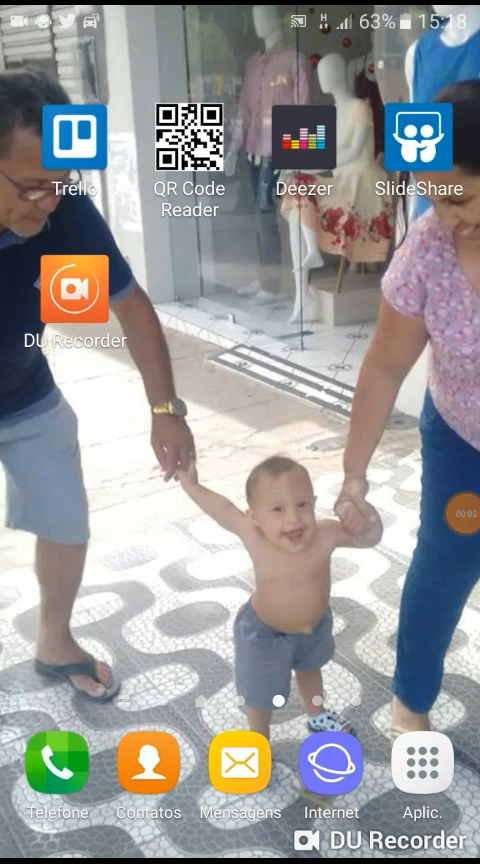 H 63% 15:18
Trello
QR Code
Reader
Deezer
SlideShare
DU Recorder
00:02
Telefone
Contatos
Mensagens
Internet
Aplic.
DU Recorder